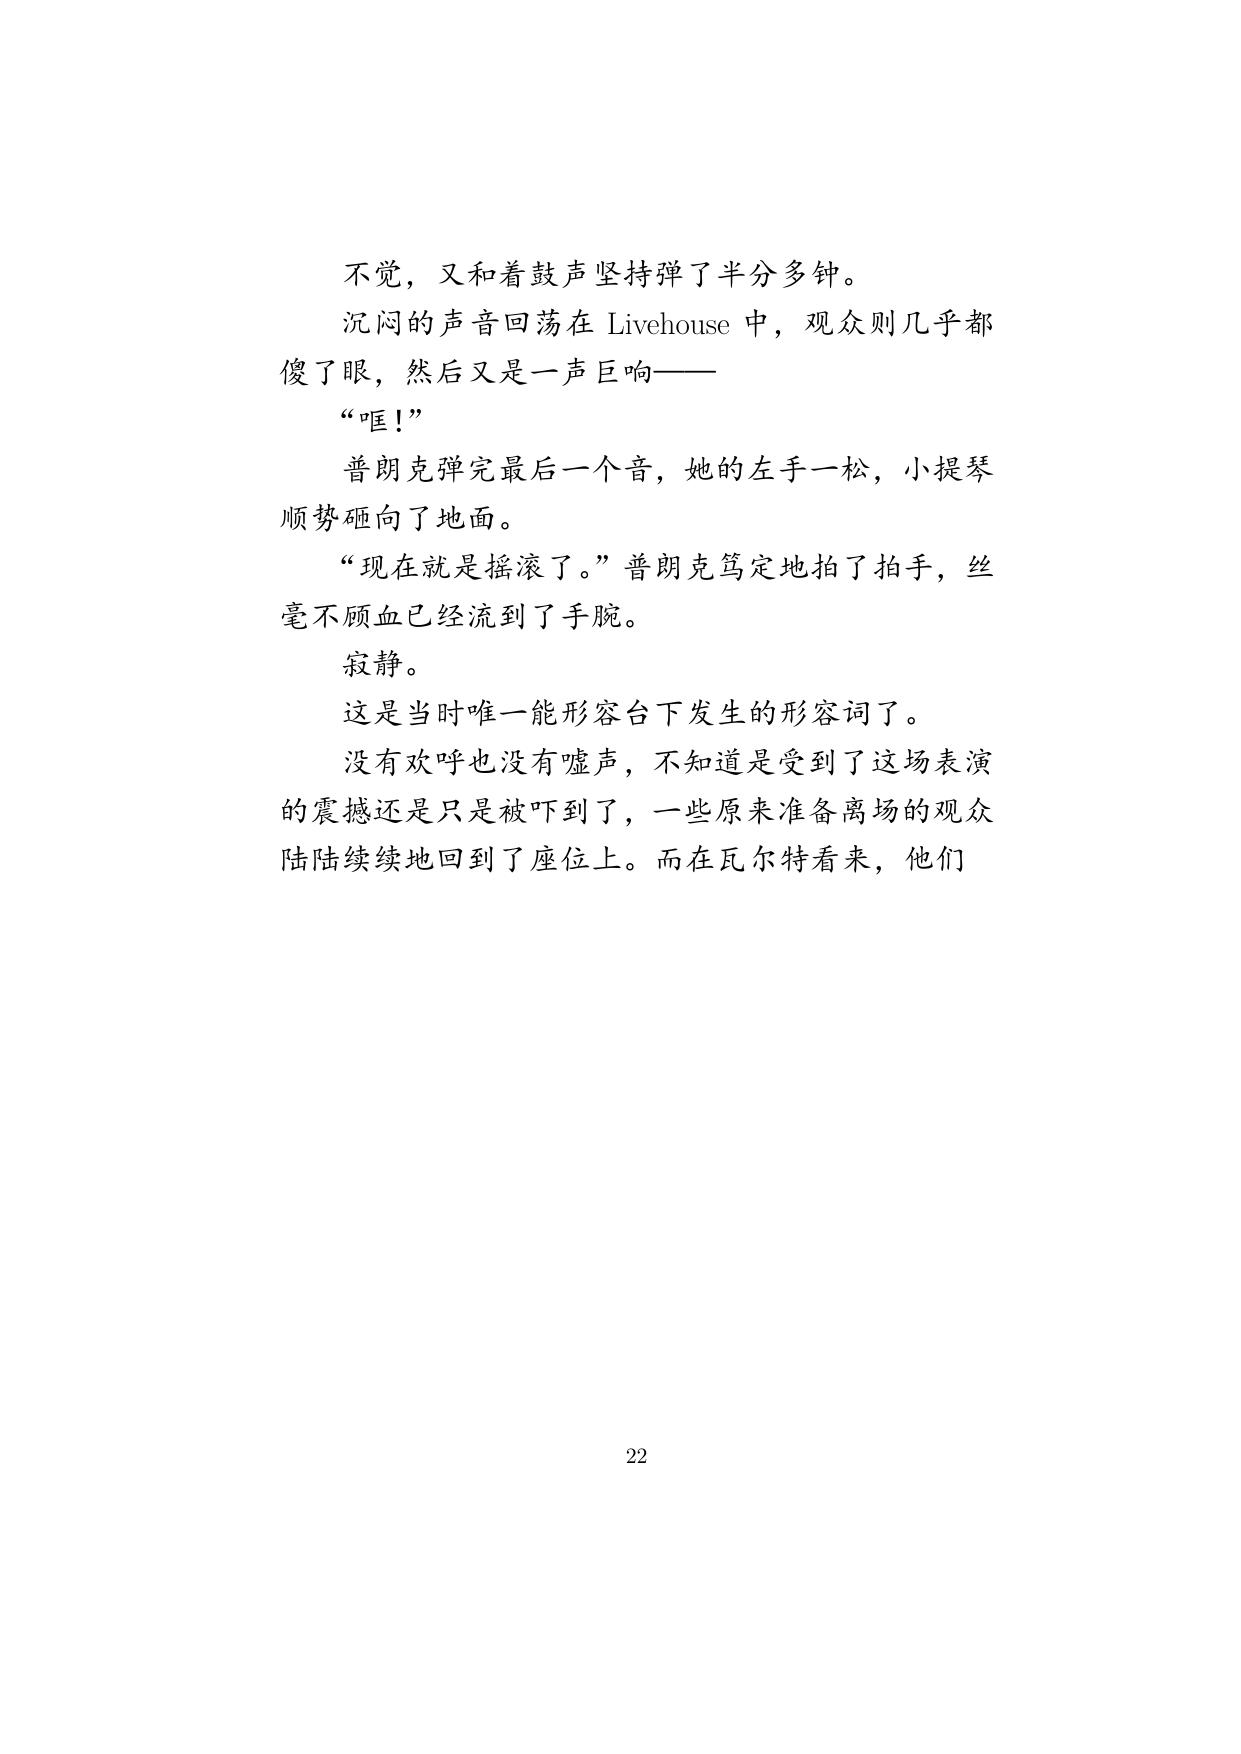 不觉，又和着鼓声坚持弹了半分多钟。
沉闷的声音回荡在 Livehouse 中，观众则几乎都
傻了眼，然后又是一声巨响——
“哐！”
普朗克弹完最后一个音，她的左手一松，小提琴
顺势砸向了地面。
“现在就是摇滚了。”普朗克笃定地拍了拍手，丝
毫不顾血已经流到了手腕。
寂静。
这是当时唯一能形容台下发生的形容词了。
没有欢呼也没有嘘声，不知道是受到了这场表演
的震撼还是只是被吓到了，一些原来准备离场的观众
陆陆续续地回到了座位上。而在瓦尔特看来，他们
22